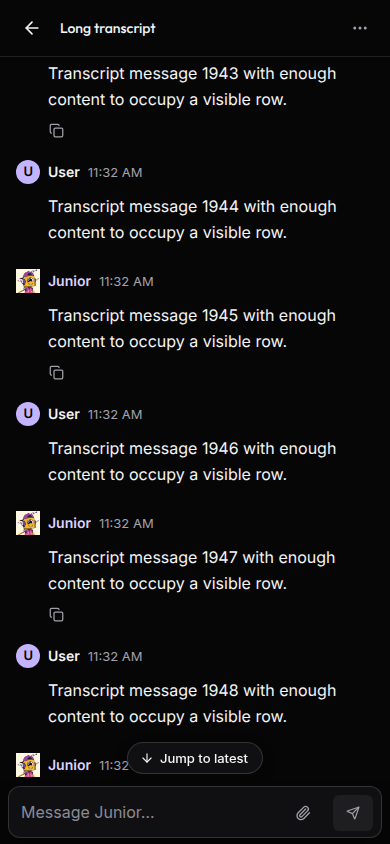 Long transcript
Transcript message 1943 with enough
content to occupy a visible row.
U User 11:32 AM
Transcript message 1944 with enough
content to occupy a visible row.
Junior 11:32 AM
Transcript message 1945 with enough
content to occupy a visible row.
U User 11:32 AM
Transcript message 1946 with enough
content to occupy a visible row.
Junior 11:32 AM
Transcript message 1947 with enough
content to occupy a visible row.
U User 11:32 AM
Transcript message 1948 with enough
content to occupy a visible row.
Junior 11:32
Jump to latest
Message Junior...